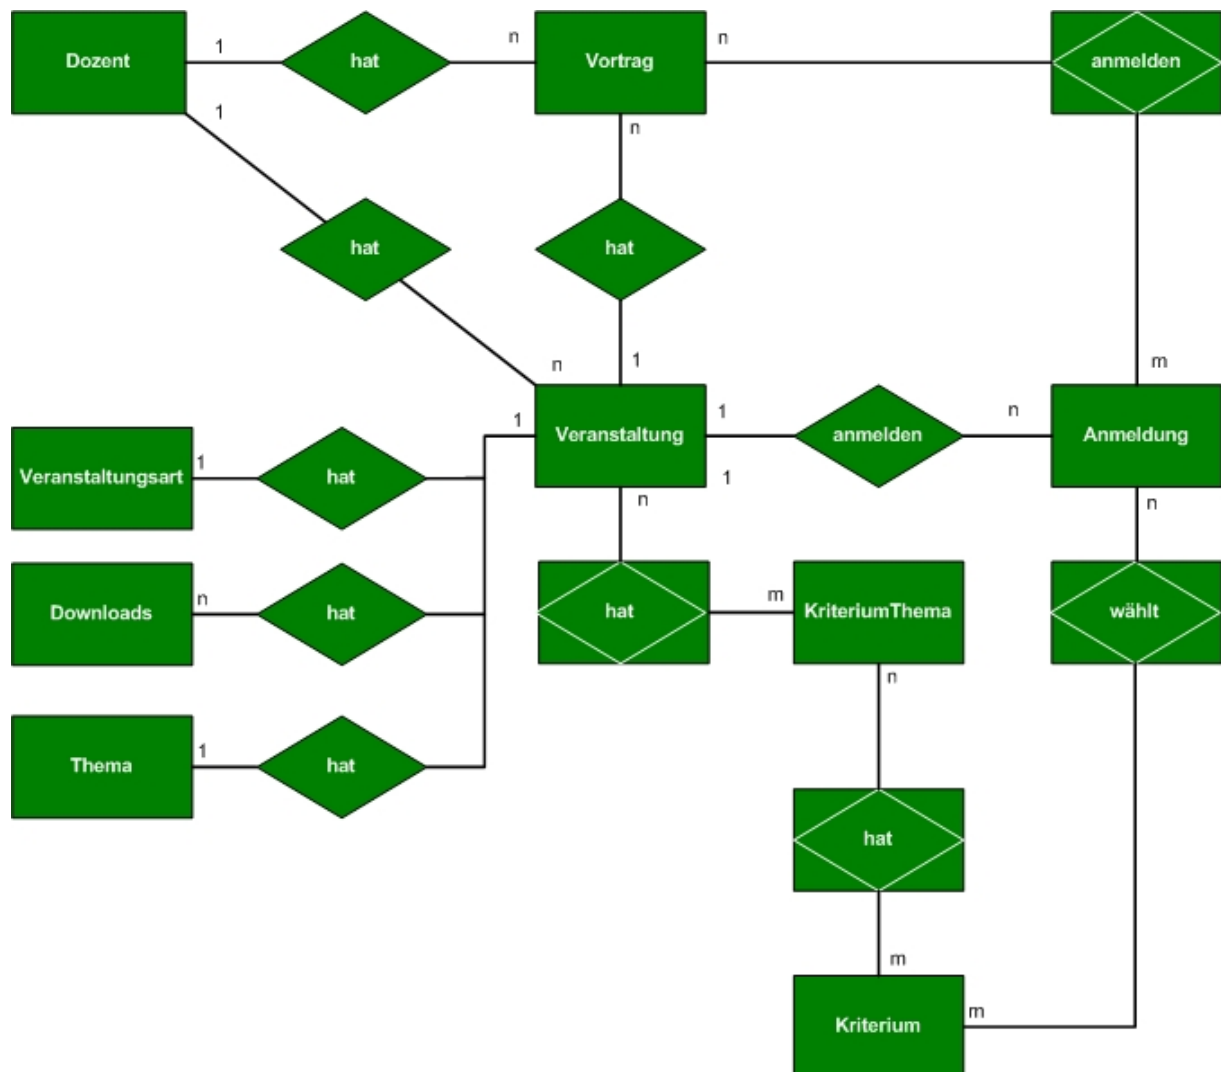 Dozent
1
hat
n
Vortrag
n
anmelden
1
n
hat
hat
n
1
m
1
Veranstaltung
1
anmelden
n
Anmeldung
Veranstaltungsart
1
hat
1
n
n
Downloads
n
hat
hat
m
KriteriumThema
wählt
n
Thema
1
hat
hat
m
Kriterium
m